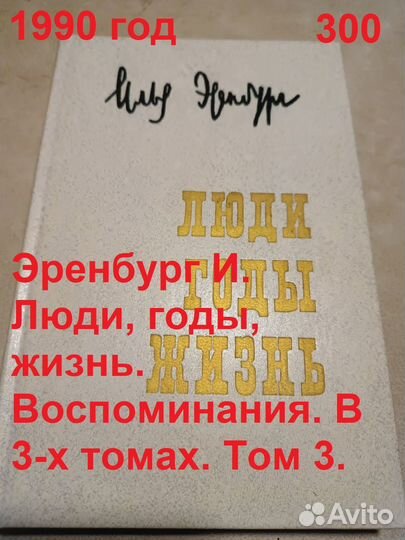 1990 год 300
Илья Эренбург
ЛЮДИ
ГОДЫ
ЖИЗНЬ
Эренбург И.
Люди, годы,
жизнь.
Воспоминания. В
3-х томах. Том 3.
Avito